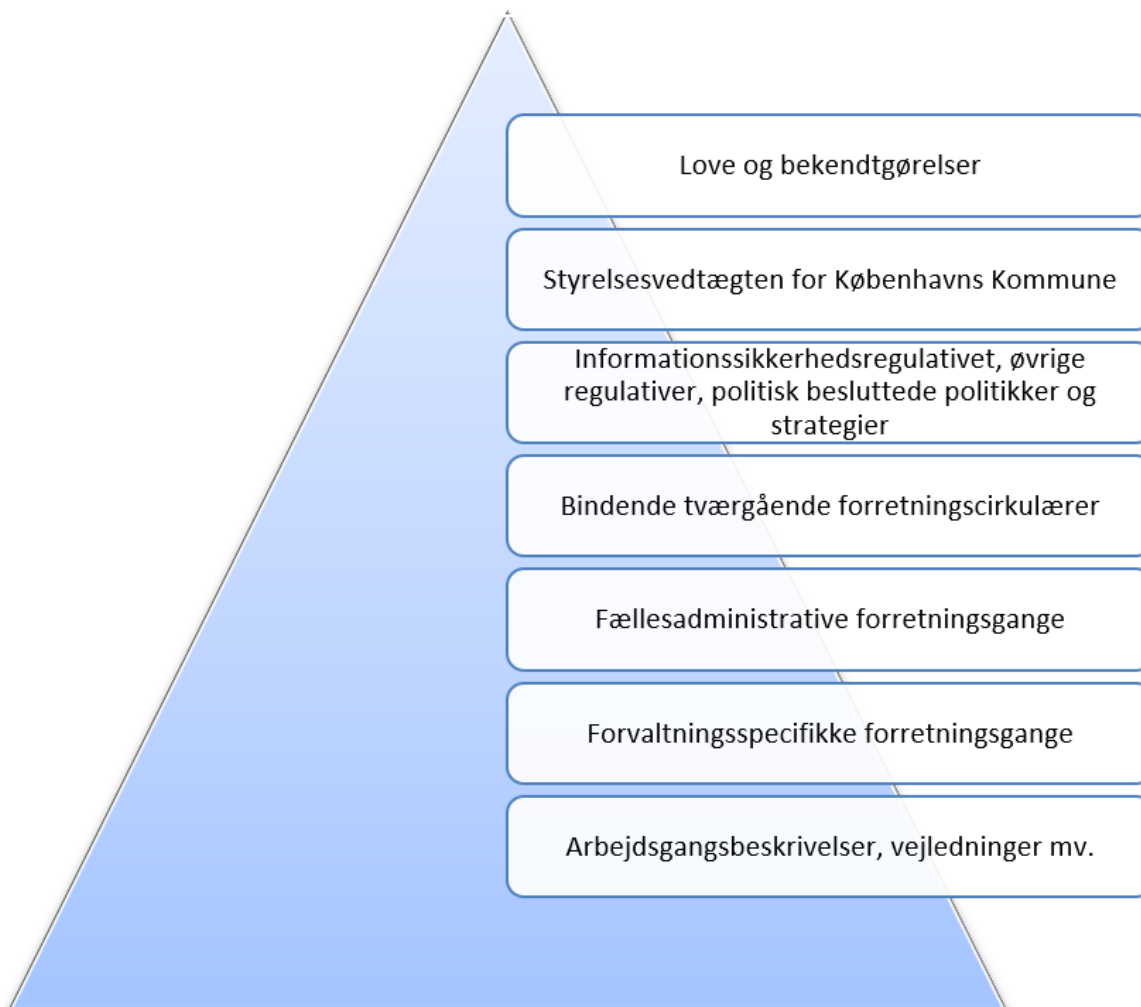 Love og bekendtgørelser
Styrelsesvedtægten for Københavns Kommune
Informationssikkerhedsregulativet, øvrige
regulativer, politisk besluttede politikker og
strategier
Bindende tværgående forretningscirkulærer
Fællesadministrative forretningsgange
Forvaltningsspecifikke forretningsgange
Arbejdsgangsbeskrivelser, vejledninger mv.